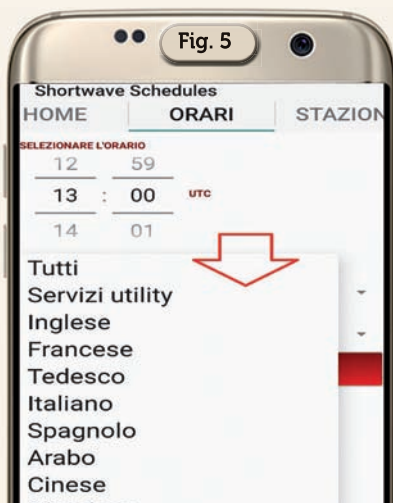 Fig. 5
Shortwave Schedules
HOME ORARI STAZION
SELEZIONARE L'ORARIO
12 59
13 : 00 UTC
14 01
Tutti
Servizi utility
Inglese
Francese
Tedesco
Italiano
Spagnolo
Arabo
Cinese